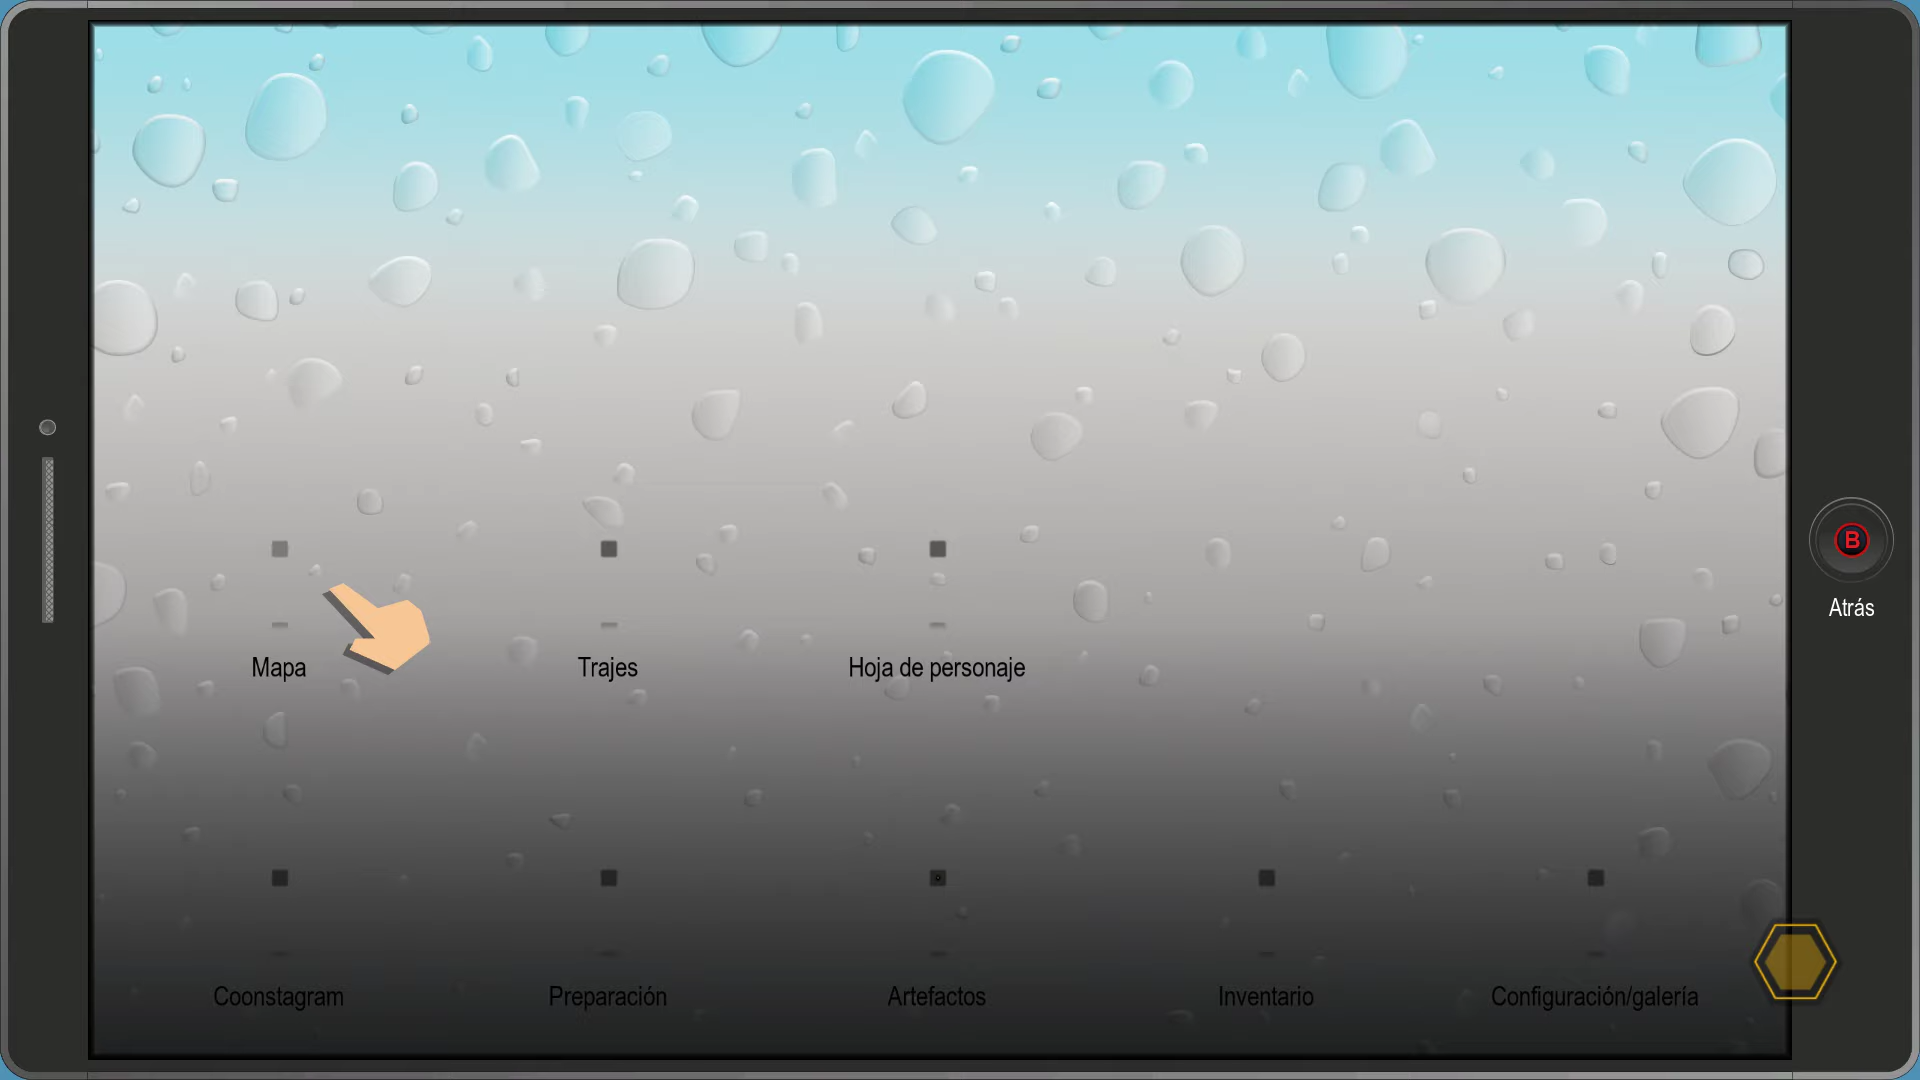 B
Atrás
Mapa
Trajes
Hoja de personaje
Coonstagram
Preparación
Artefactos
Inventario
Configuración/galería